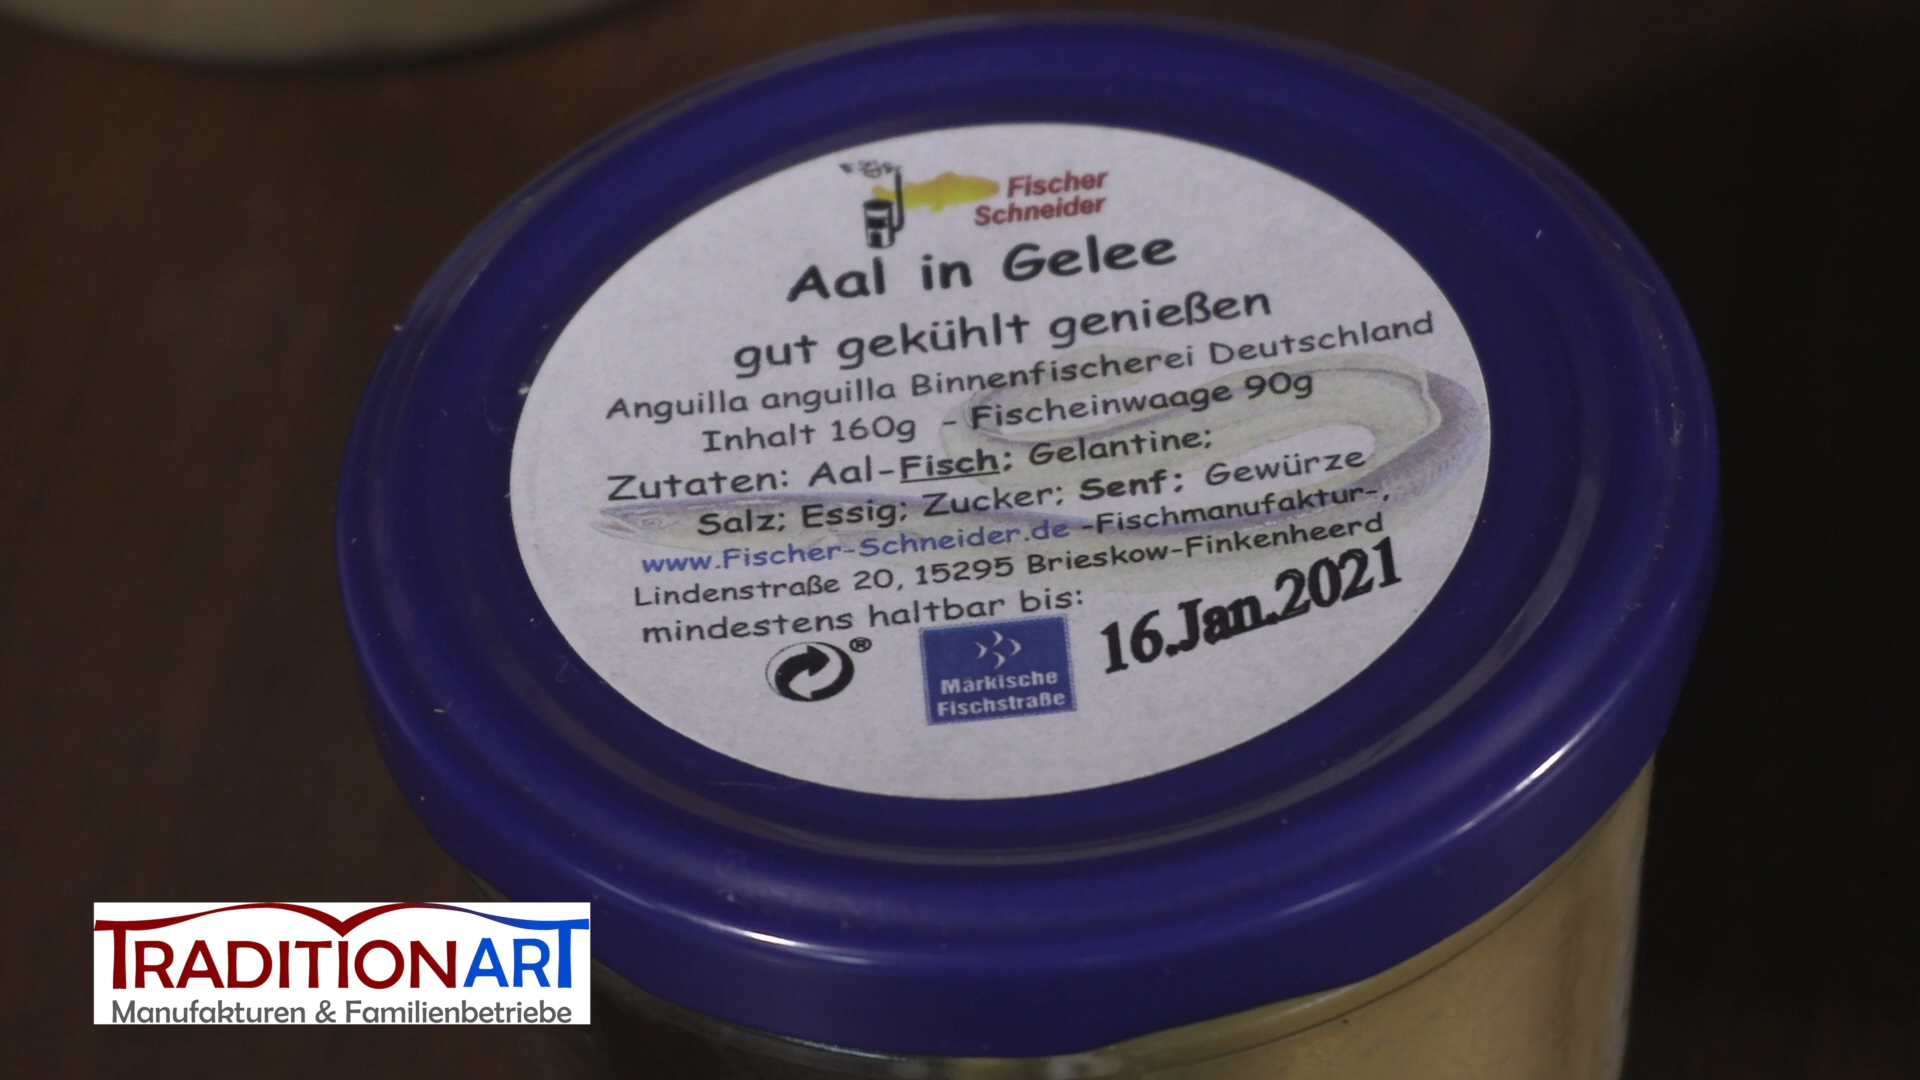 Fischer
Schneider
Aal in Gelee
gut gekühlt genießen
Anguilla anguilla Binnenfischerei Deutschland
Inhalt 160g - Fischeinwaage 90g
Zutaten: Aal-Fisch; Gelantine;
Salz; Essig; Zucker; Senf; Gewürze
www.Fischer-Schneider.de -Fischmanufaktur-,
Lindenstraße 20, 15295 Brieskow-Finkenheerd
mindestens haltbar bis:
16.Jan.2021
®
Märkische
Fischstraße
TRADITIONART
Manufakturen & Familienbetriebe